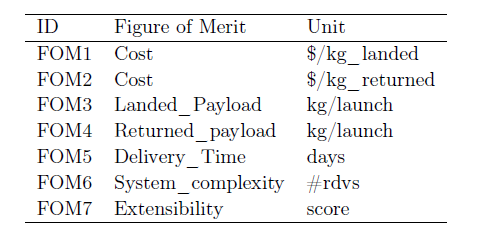 ID Figure of Merit Unit
FOM1 Cost $/kg_landed
FOM2 Cost $/kg_returned
FOM3 Landed_Payload kg/launch
FOM4 Returned_payload kg/launch
FOM5 Delivery_Time days
FOM6 System_complexity #rdvs
FOM7 Extensibility score